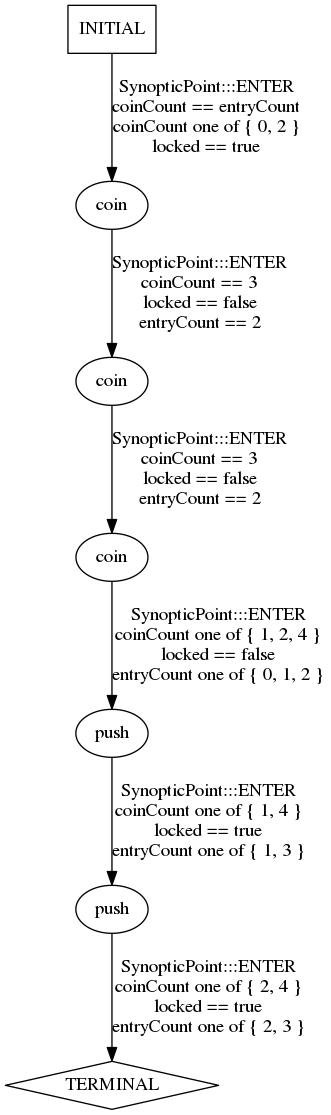 INITIAL
SynopticPoint:::ENTER
coinCount == entryCount
coinCount one of { 0, 2 }
locked == true
coin
SynopticPoint:::ENTER
coinCount == 3
locked == false
entryCount == 2
coin
SynopticPoint:::ENTER
coinCount == 3
locked == false
entryCount == 2
coin
SynopticPoint:::ENTER
coinCount one of { 1, 2, 4 }
locked == false
entryCount one of { 0, 1, 2 }
push
SynopticPoint:::ENTER
coinCount one of { 1, 4 }
locked == true
entryCount one of { 1, 3 }
push
SynopticPoint:::ENTER
coinCount one of { 2, 4 }
locked == true
entryCount one of { 2, 3 }
TERMINAL